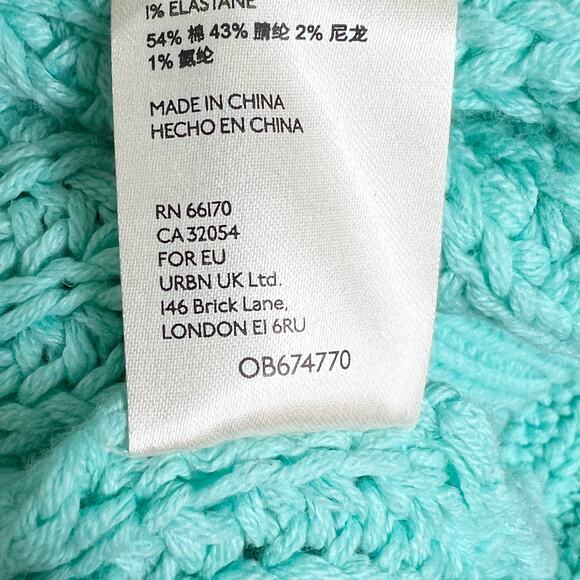 1% ELASTANE
54% 棉 43% 腈纶 2% 尼龙
1% 氨纶
MADE IN CHINA
HECHO EN CHINA
RN 66170
CA 32054
FOR EU
URBN UK Ltd.
146 Brick Lane,
LONDON E1 6RU
OB674770